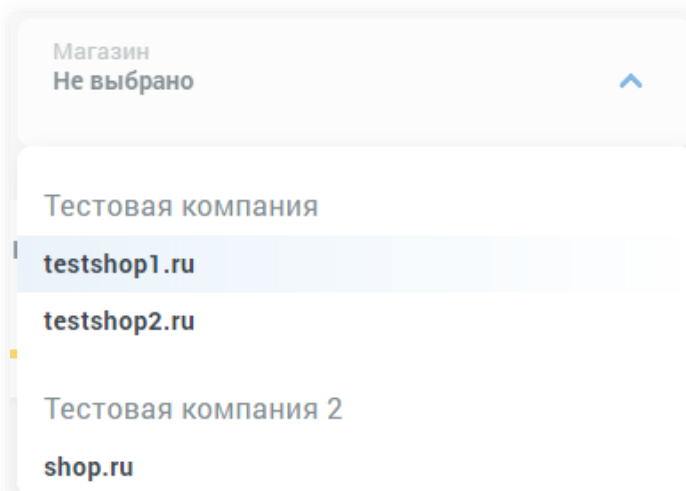 Магазин
Не выбрано
Тестовая компания
testshop1.ru
testshop2.ru
Тестовая компания 2
shop.ru